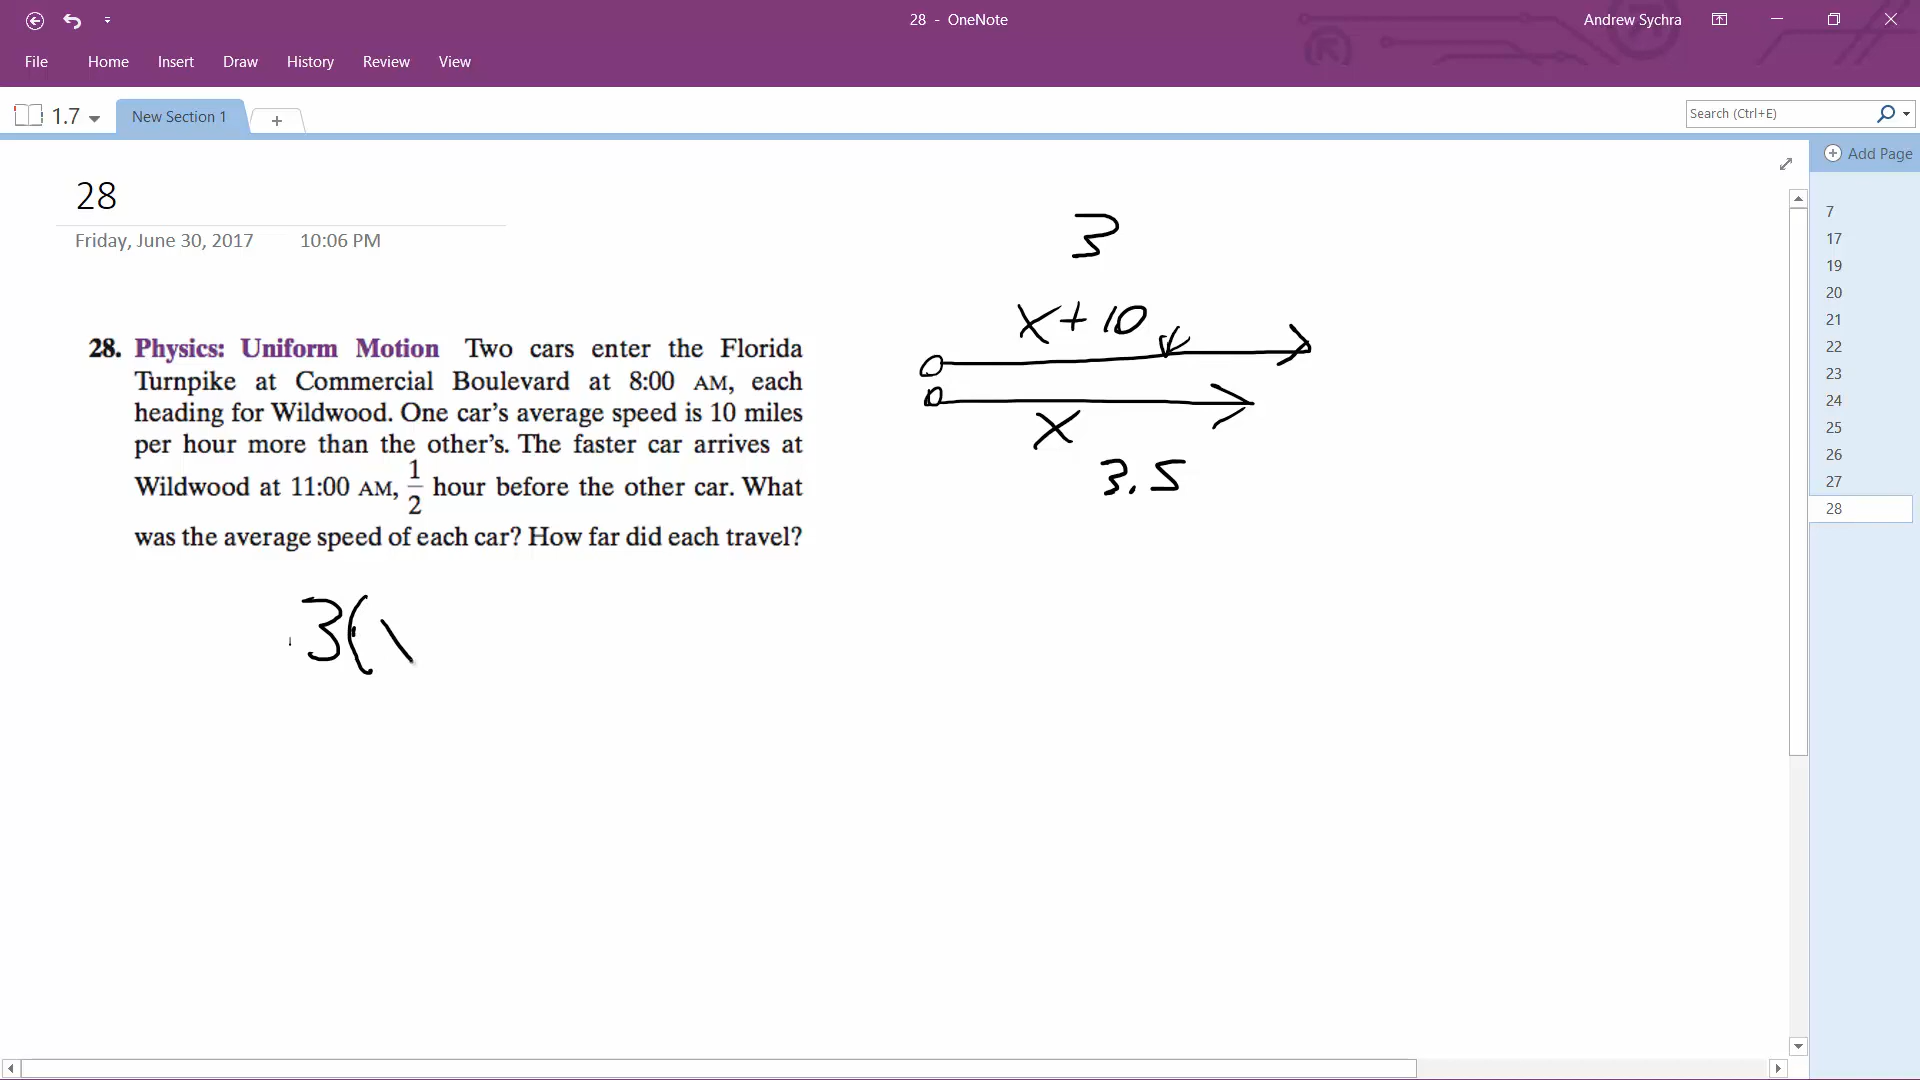 28 - OneNote
Andrew Sychra
File Home Insert Draw History Review View
1.7
New Section 1
+
Search (Ctrl+E)
Add Page
28
Friday, June 30, 2017 10:06 PM
28. Physics: Uniform Motion Two cars enter the Florida
Turnpike at Commercial Boulevard at 8:00 AM, each
heading for Wildwood. One car's average speed is 10 miles
per hour more than the other's. The faster car arrives at
Wildwood at 11:00 AM, 1/2 hour before the other car. What
was the average speed of each car? How far did each travel?
3
x+10
x
3.5
3(
7
17
19
20
21
22
23
24
25
26
27
28